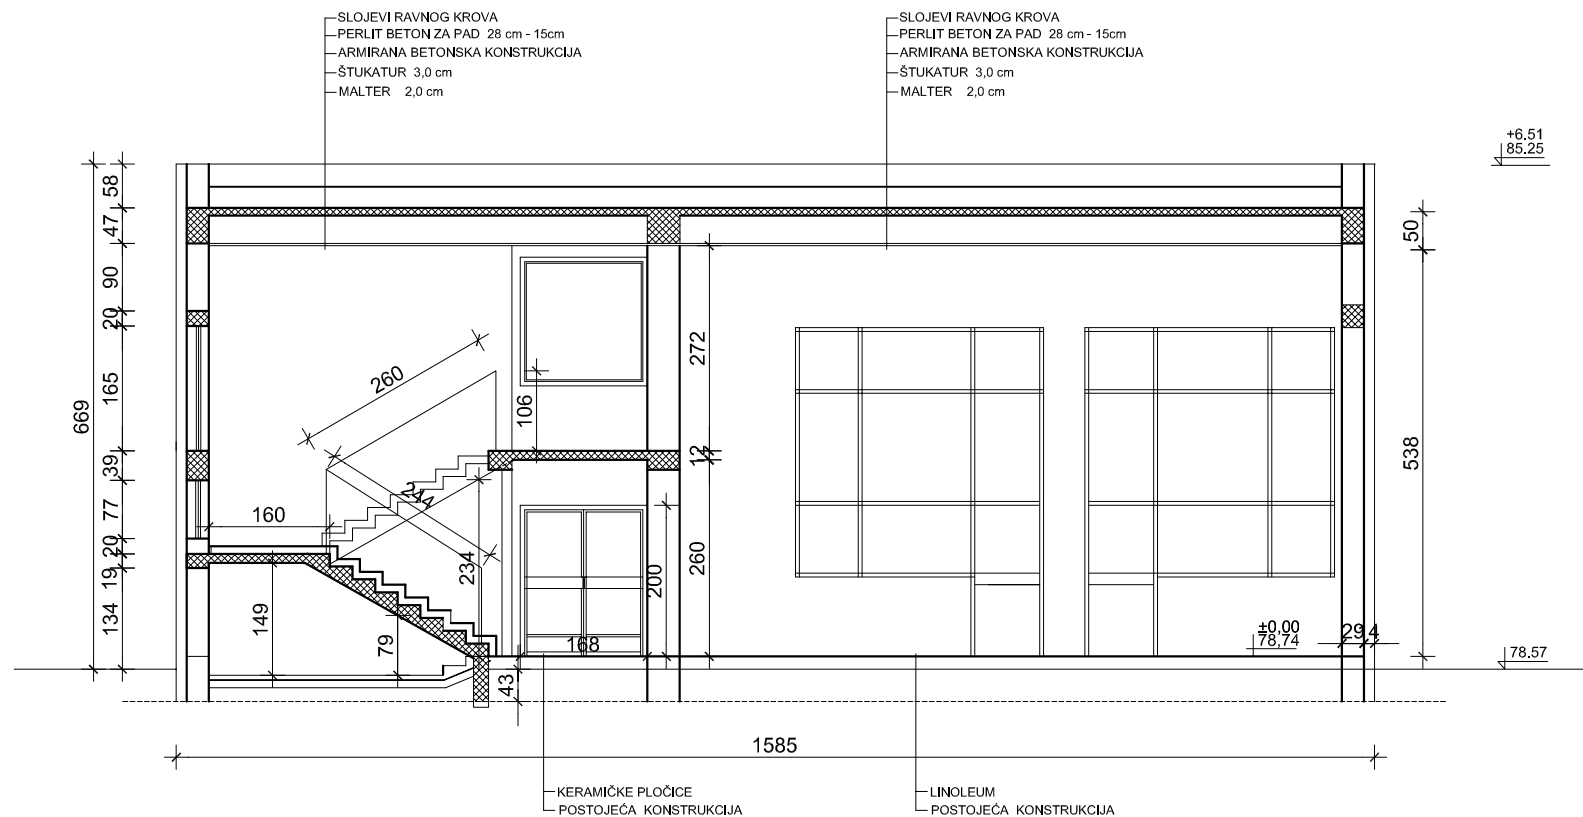 SLOJEVI RAVNOG KROVA
PERLIT BETON ZA PAD 28 cm - 15cm
ARMIRANA BETONSKA KONSTRUKCIJA
ŠTUKATUR 3,0 cm
MALTER 2,0 cm
SLOJEVI RAVNOG KROVA
PERLIT BETON ZA PAD 28 cm - 15cm
ARMIRANA BETONSKA KONSTRUKCIJA
ŠTUKATUR 3,0 cm
MALTER 2,0 cm
+6.51
85.25
669
58
47
90
20
165
39
77
20
19
134
260
244
160
149
79
234
106
168
43
200
272
12
260
50
538
±0,00
78,74
29
4
78.57
1585
KERAMIČKE PLOČICE
POSTOJEĆA KONSTRUKCIJA
LINOLEUM
POSTOJEĆA KONSTRUKCIJA